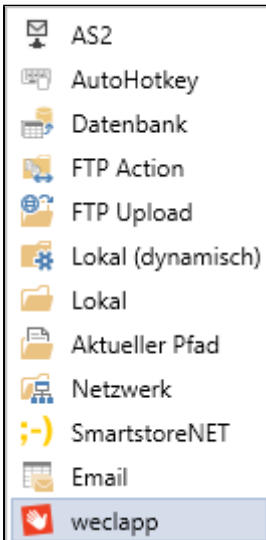 AS2
AutoHotkey
Datenbank
FTP Action
FTP Upload
Lokal (dynamisch)
Lokal
Aktueller Pfad
Netzwerk
;-) SmartstoreNET
Email
weclapp